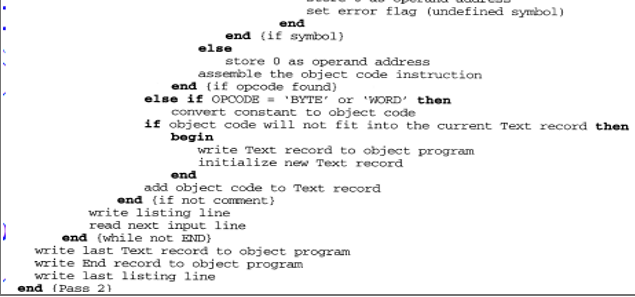 store 0 as operand address
set error flag (undefined symbol)
end
end {if symbol}
else
store 0 as operand address
assemble the object code instruction
end {if opcode found}
else if OPCODE = 'BYTE' or 'WORD' then
convert constant to object code
if object code will not fit into the current Text record then
begin
write Text record to object program
initialize new Text record
end
add object code to Text record
end {if not comment}
write listing line
read next input line
end {while not END}
write last Text record to object program
write End record to object program
write last listing line
end {Pass 2}